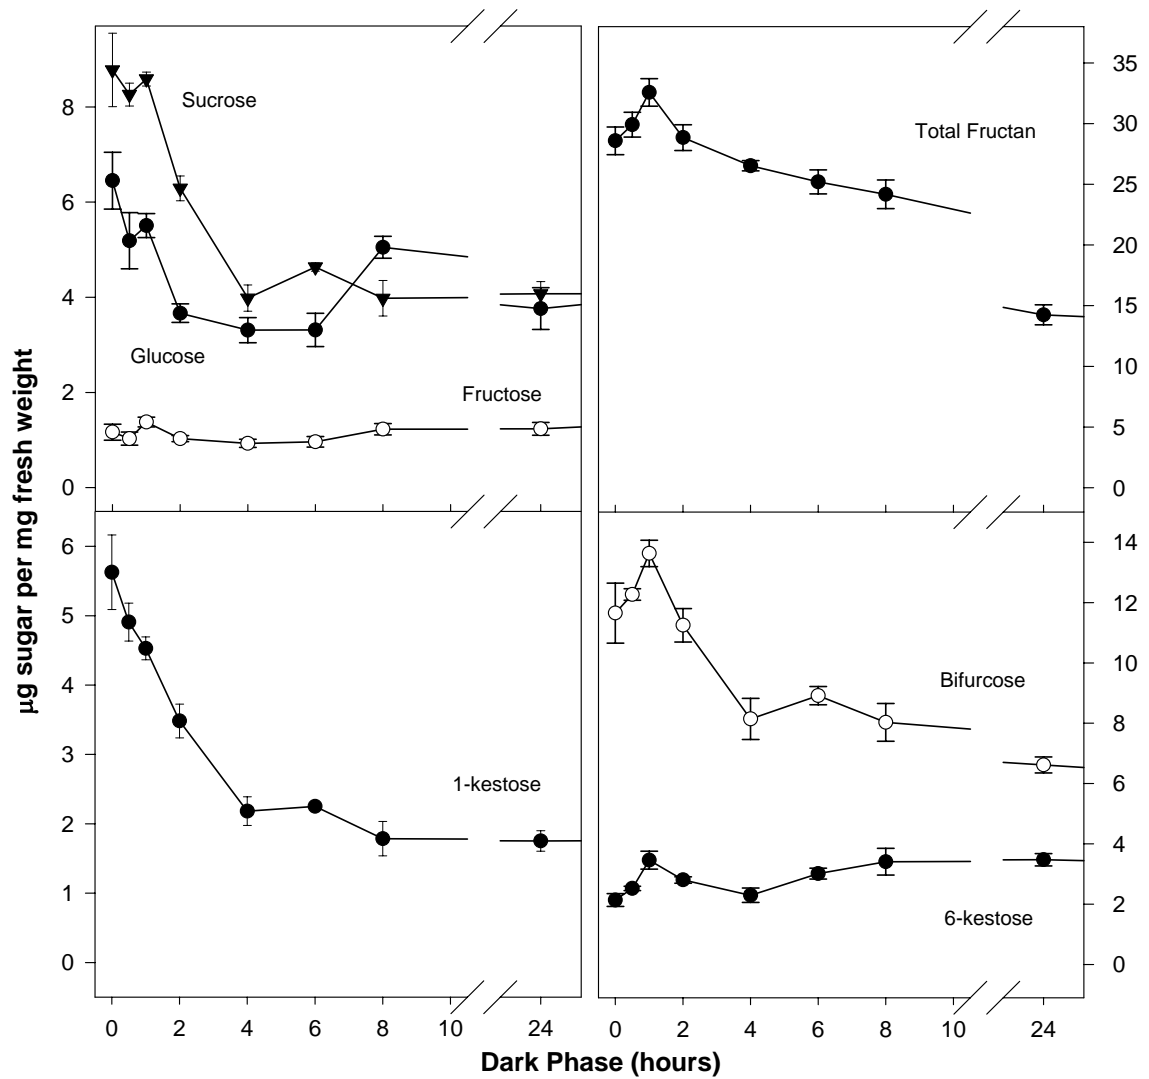 µg sugar per mg fresh weight
8
6
4
2
0
Sucrose
Glucose
Fructose
35
30
25
20
15
10
5
0
Total Fructan
6
5
4
3
2
1
0
1-kestose
0 2 4 6 8 10 24
14
12
10
8
6
4
2
0
Bifurcose
6-kestose
0 2 4 6 8 10 24
Dark Phase (hours)